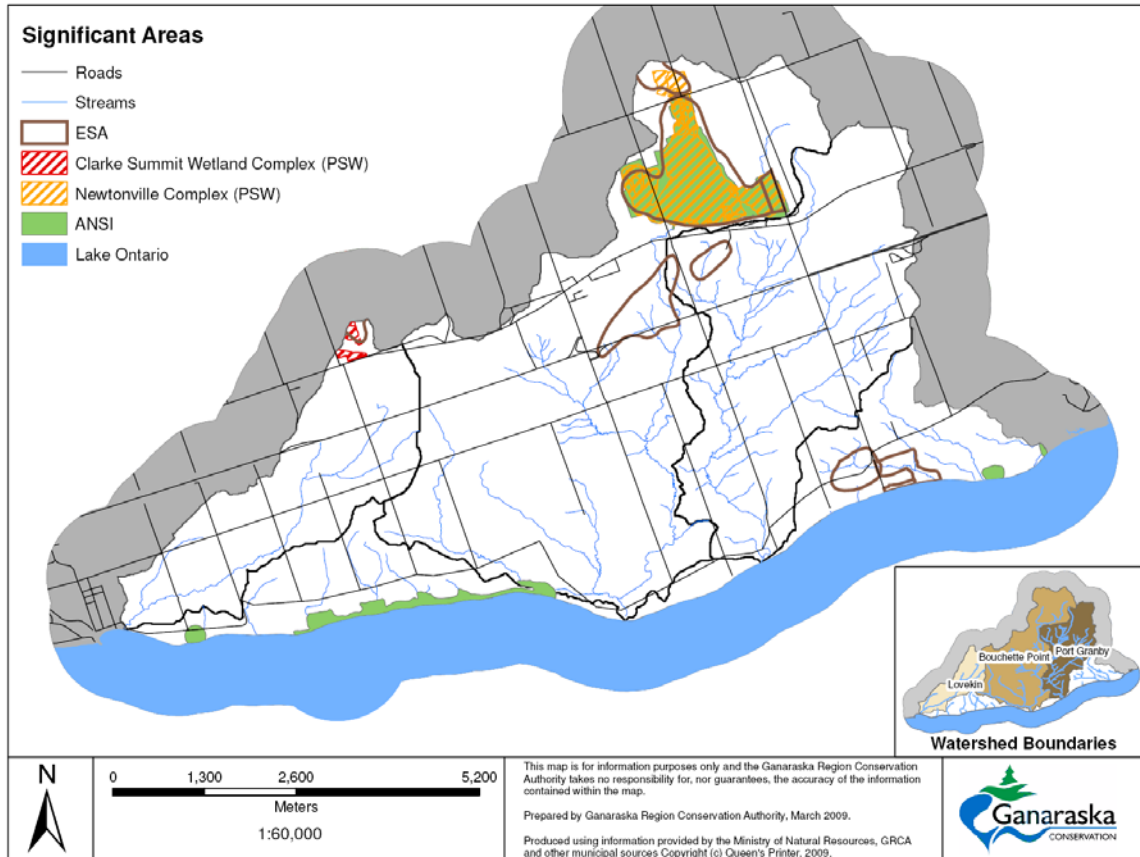 Significant Areas
Roads
Streams
ESA
Clarke Summit Wetland Complex (PSW)
Newtonville Complex (PSW)
ANSI
Lake Ontario
Bouchette Point
Port Granby
Lovekin
Watershed Boundaries
N
0 1,300 2,600 5,200
Meters
1:60,000
This map is for information purposes only and the Ganaraska Region Conservation
Authority takes no responsibility for, nor guarantees, the accuracy of the information
contained within the map.
Prepared by Ganaraska Region Conservation Authority, March 2009.
Produced using information provided by the Ministry of Natural Resources, GRCA
and other municipal sources Copyright (c) Queen's Printer, 2009.
Ganaraska
CONSERVATION